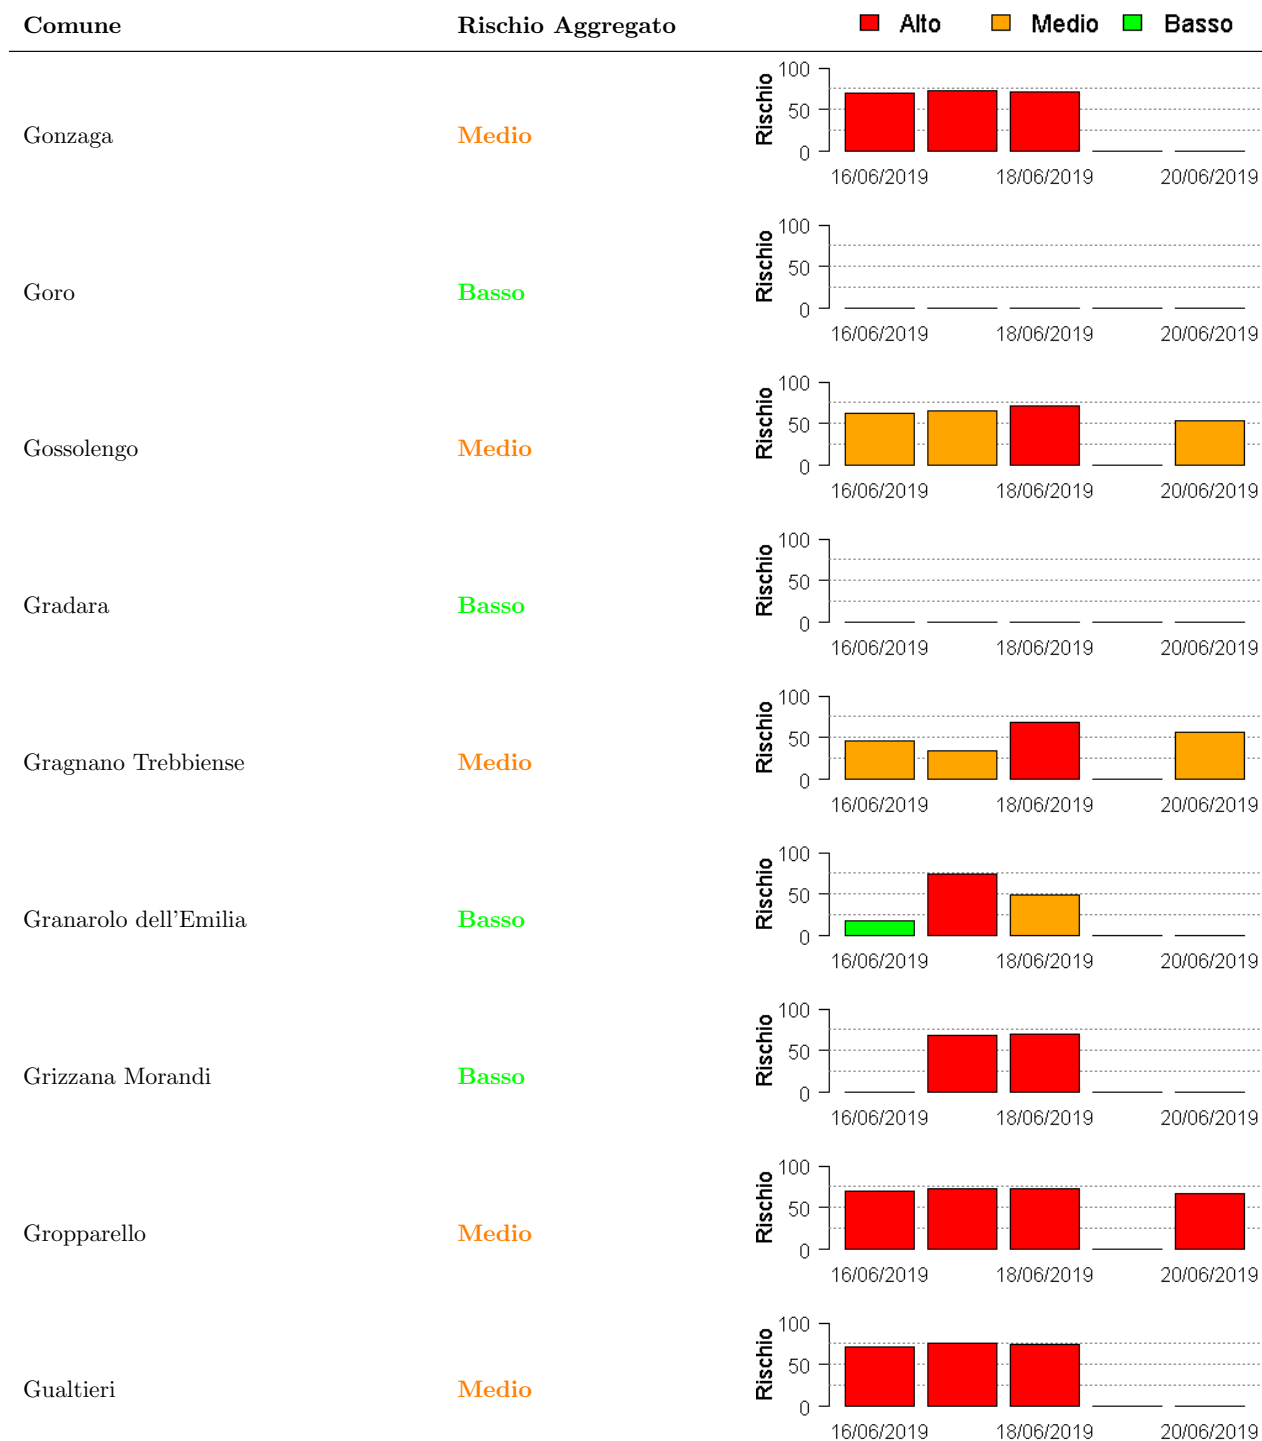 Comune Rischio Aggregato Alto Medio Basso
Rischio
100
50
0
Gonzaga Medio
16/06/2019 18/06/2019 20/06/2019
Rischio
100
50
0
Goro Basso
16/06/2019 18/06/2019 20/06/2019
Rischio
100
50
0
Gossolengo Medio
16/06/2019 18/06/2019 20/06/2019
Rischio
100
50
0
Gradara Basso
16/06/2019 18/06/2019 20/06/2019
Rischio
100
50
0
Gragnano Trebbiense Medio
16/06/2019 18/06/2019 20/06/2019
Rischio
100
50
0
Granarolo dell'Emilia Basso
16/06/2019 18/06/2019 20/06/2019
Rischio
100
50
0
Grizzana Morandi Basso
16/06/2019 18/06/2019 20/06/2019
Rischio
100
50
0
Gropparello Medio
16/06/2019 18/06/2019 20/06/2019
Rischio
100
50
0
Gualtieri Medio
16/06/2019 18/06/2019 20/06/2019